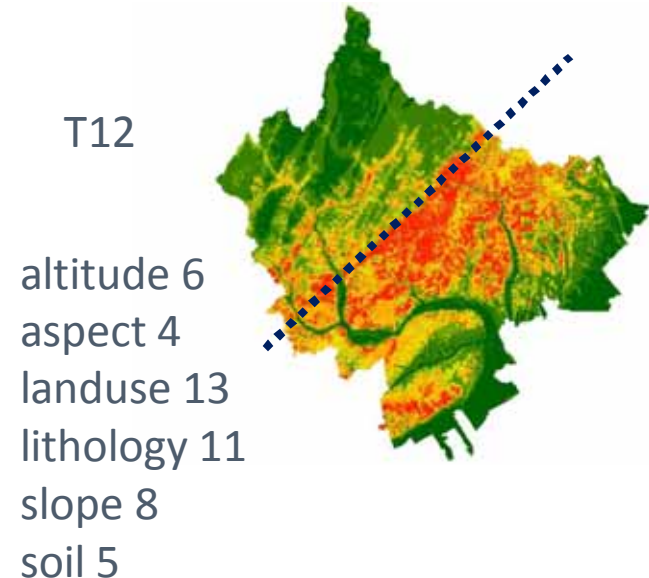 T12
altitude 6
aspect 4
landuse 13
lithology 11
slope 8
soil 5